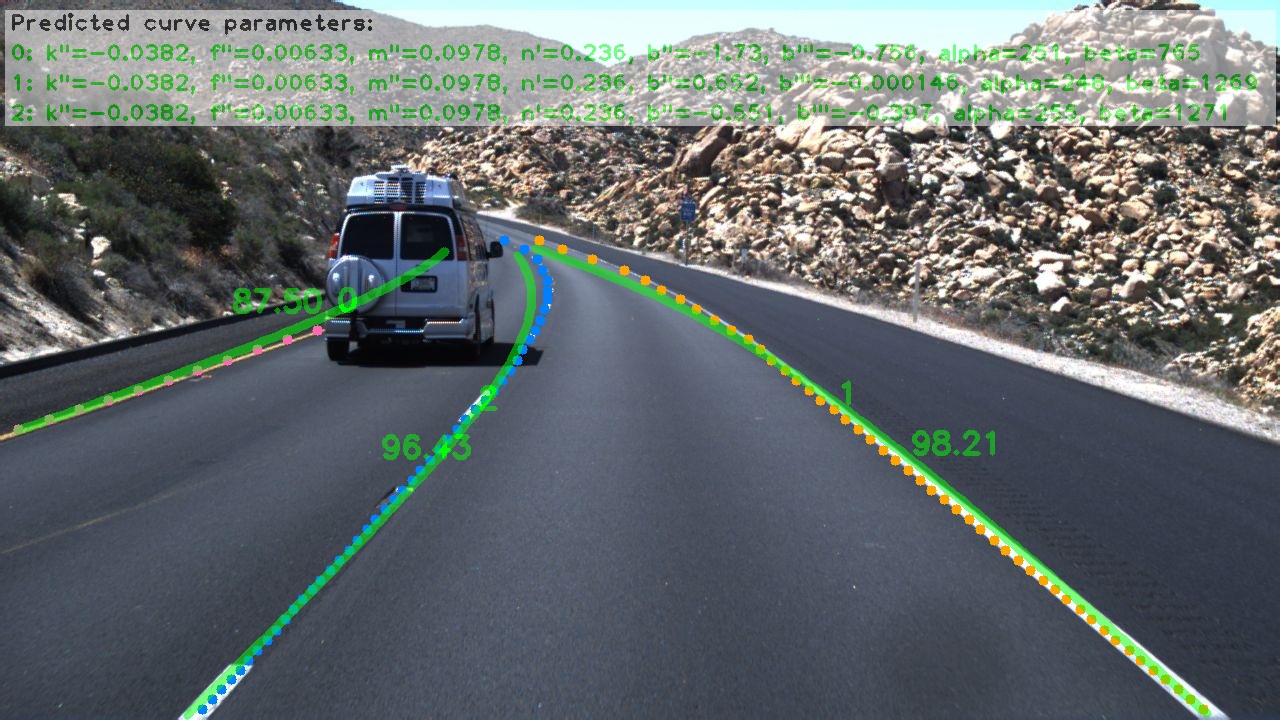 Predicted curve parameters:
0: k''=-0.0382, f''=0.00633, m''=0.0978, n'=0.236, b''=-1.73, b'''=-0.756, alpha=251, beta=765
1: k''=-0.0382, f''=0.00633, m''=0.0978, n'=0.236, b''=0.652, b'''=-0.000146, alpha=248, beta=1269
2: k''=-0.0382, f''=0.00633, m''=0.0978, n'=0.236, b''=-0.551, b'''=-0.397, alpha=253, beta=1271
87.50 0
2
1
96.43
98.21